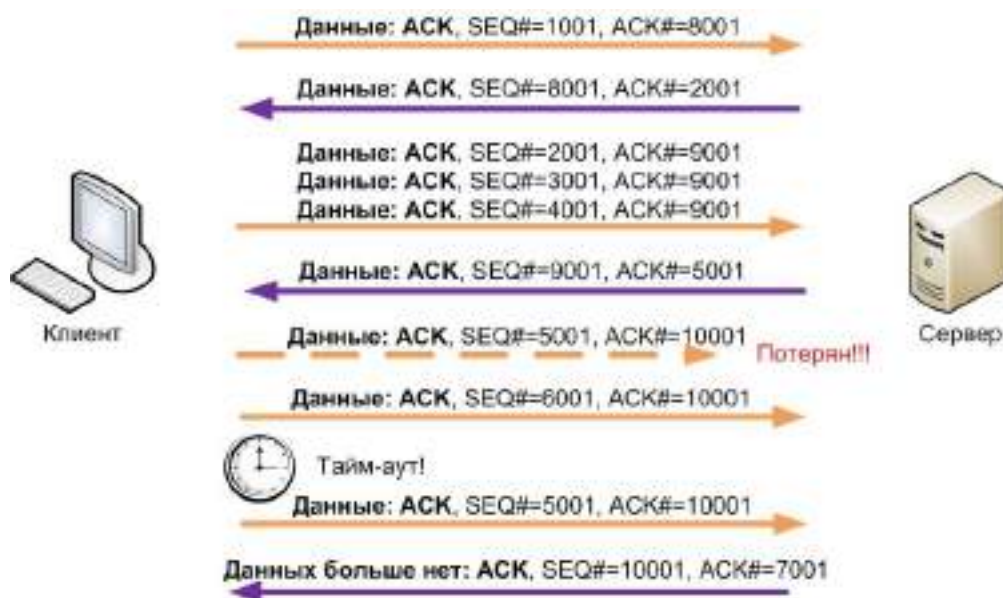 Данные: ACK, SEQ#=1001, ACK#=8001
Данные: ACK, SEQ#=8001, ACK#=2001
Данные: ACK, SEQ#=2001, ACK#=9001
Данные: ACK, SEQ#=3001, ACK#=9001
Данные: ACK, SEQ#=4001, ACK#=9001
Данные: ACK, SEQ#=9001, ACK#=5001
Клиент
Сервер
Данные: ACK, SEQ#=5001, ACK#=10001
Потерян!!!
Данные: ACK, SEQ#=6001, ACK#=10001
Тайм-аут!
Данные: ACK, SEQ#=5001, ACK#=10001
Данных больше нет: ACK, SEQ#=10001, ACK#=7001